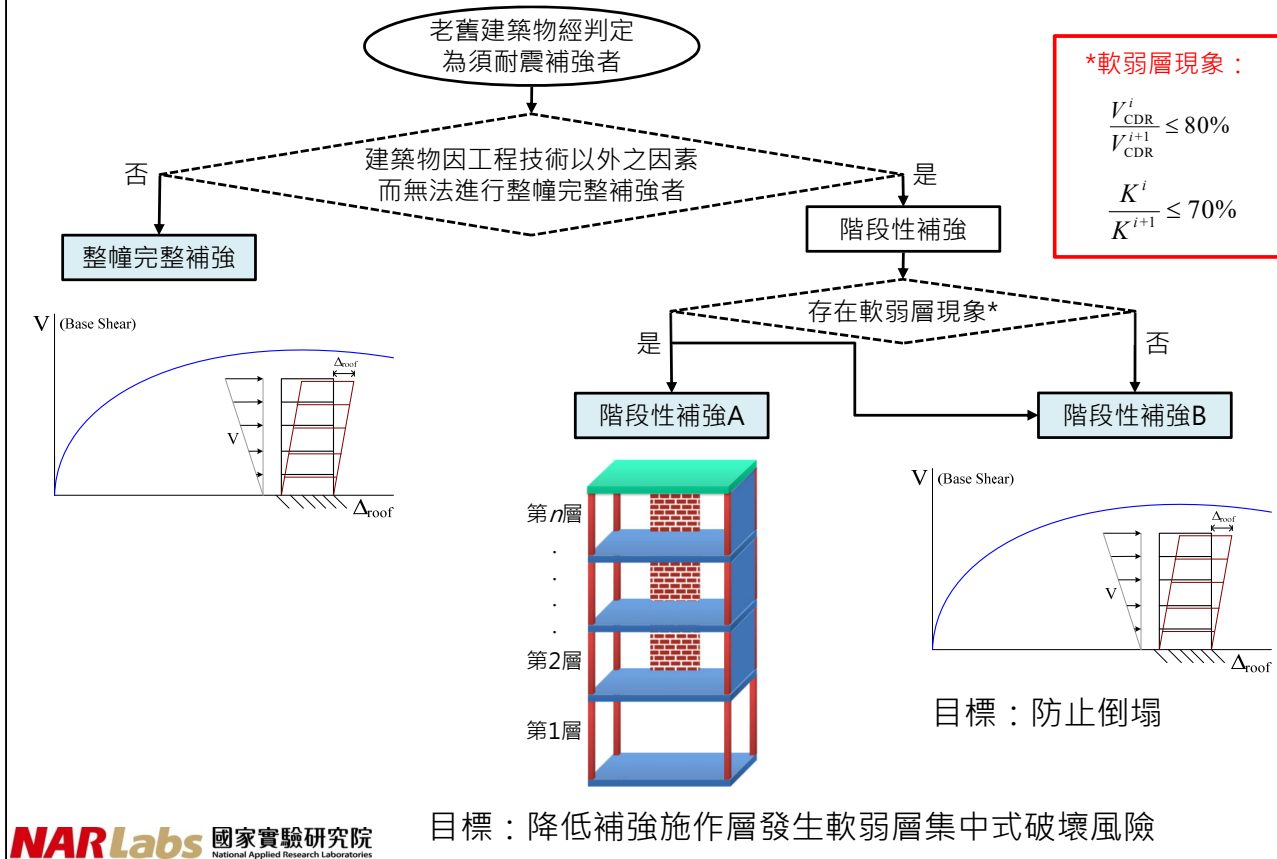 老舊建築物經判定
為須耐震補強者
*軟弱層現象：
V^i_CDR / V^{i+1}_CDR ≤ 80%
K^i / K^{i+1} ≤ 70%
建築物因工程技術以外之因素
而無法進行整幢完整補強者
否
是
整幢完整補強
階段性補強
存在軟弱層現象*
是
否
階段性補強A
階段性補強B
V (Base Shear)
Δroof
V
Δroof
第n層
.
.
.
.
第2層
第1層
V (Base Shear)
Δroof
V
Δroof
目標：防止倒塌
目標：降低補強施作層發生軟弱層集中式破壞風險
NARLabs 國家實驗研究院
National Applied Research Laboratories